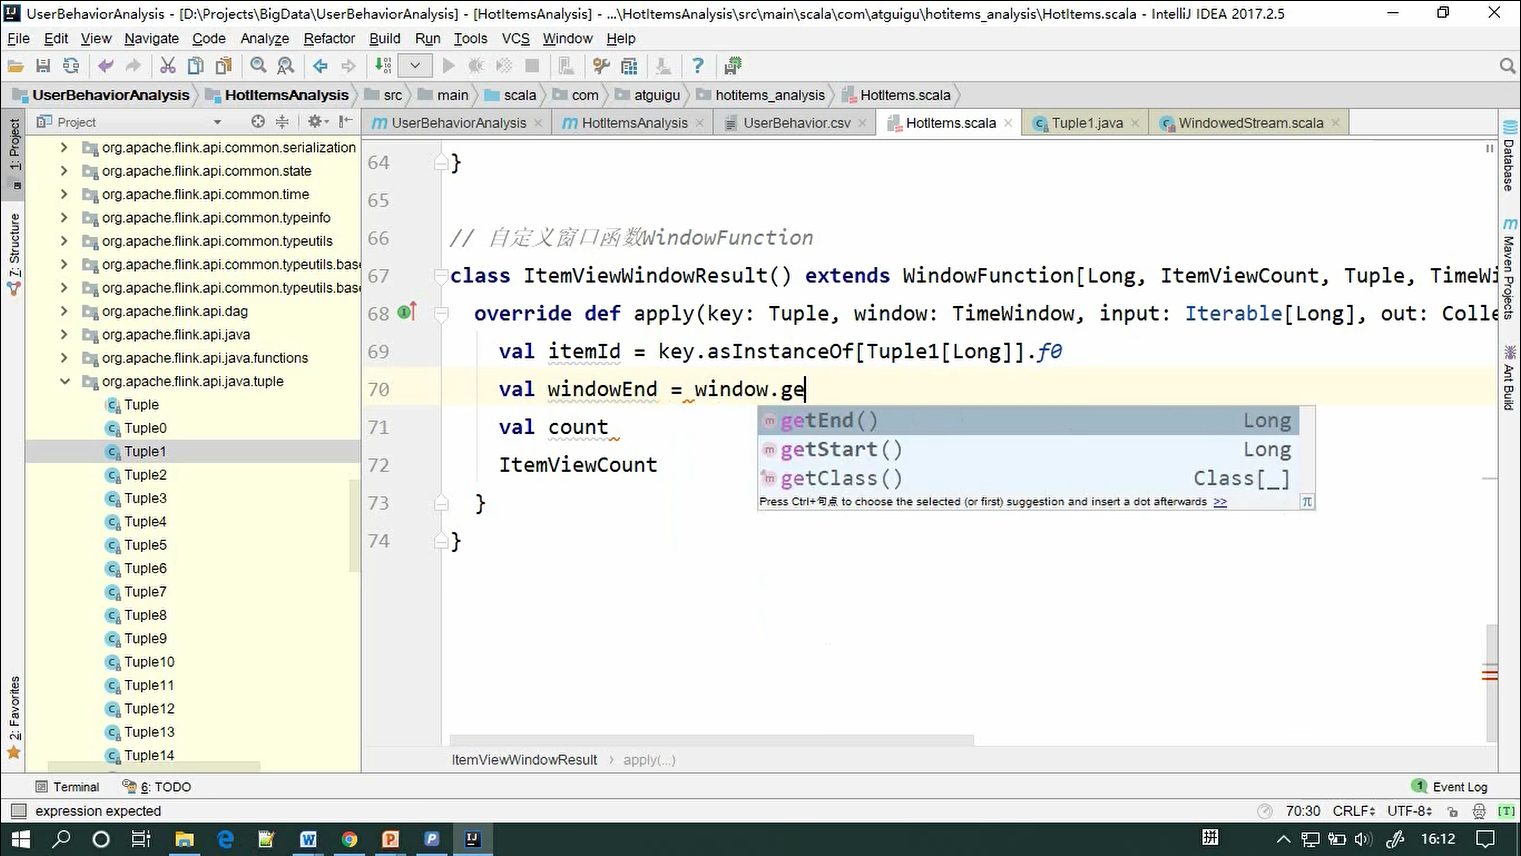 UserBehaviorAnalysis - [D:\Projects\BigData\UserBehaviorAnalysis] - [HotItemsAnalysis] - ...\HotItemsAnalysis\src\main\scala\com\atguigu\hotitems_analysis\HotItems.scala - IntelliJ IDEA 2017.2.5
File Edit View Navigate Code Analyze Refactor Build Run Tools VCS Window Help
UserBehaviorAnalysis HotItemsAnalysis src main scala com atguigu hotitems_analysis HotItems.scala
Project
UserBehaviorAnalysis HotItemsAnalysis UserBehavior.csv HotItems.scala Tuple1.java WindowedStream.scala
1: Project
7: Structure
2: Favorites
org.apache.flink.api.common.serialization
org.apache.flink.api.common.state
org.apache.flink.api.common.time
org.apache.flink.api.common.typeinfo
org.apache.flink.api.common.typeutils
org.apache.flink.api.common.typeutils.base
org.apache.flink.api.common.typeutils.base
org.apache.flink.api.dag
org.apache.flink.api.java
org.apache.flink.api.java.functions
org.apache.flink.api.java.tuple
Tuple
Tuple0
Tuple1
Tuple2
Tuple3
Tuple4
Tuple5
Tuple6
Tuple7
Tuple8
Tuple9
Tuple10
Tuple11
Tuple12
Tuple13
Tuple14
64 }
65
66 // 自定义窗口函数WindowFunction
67 class ItemViewWindowResult() extends WindowFunction[Long, ItemViewCount, Tuple, TimeWi
68 override def apply(key: Tuple, window: TimeWindow, input: Iterable[Long], out: Colle
69 val itemId = key.asInstanceOf[Tuple1[Long]].f0
70 val windowEnd = window.ge
71 val count
72 ItemViewCount
73 }
74 }
getEnd() Long
getStart() Long
getClass() Class[_]
Press Ctrl+句点 to choose the selected (or first) suggestion and insert a dot afterwards >> π
ItemViewWindowResult apply(...)
Database
Maven Projects
Ant Build
Terminal 6: TODO 1 Event Log
expression expected 70:30 CRLF UTF-8 [T]
拼 16:12